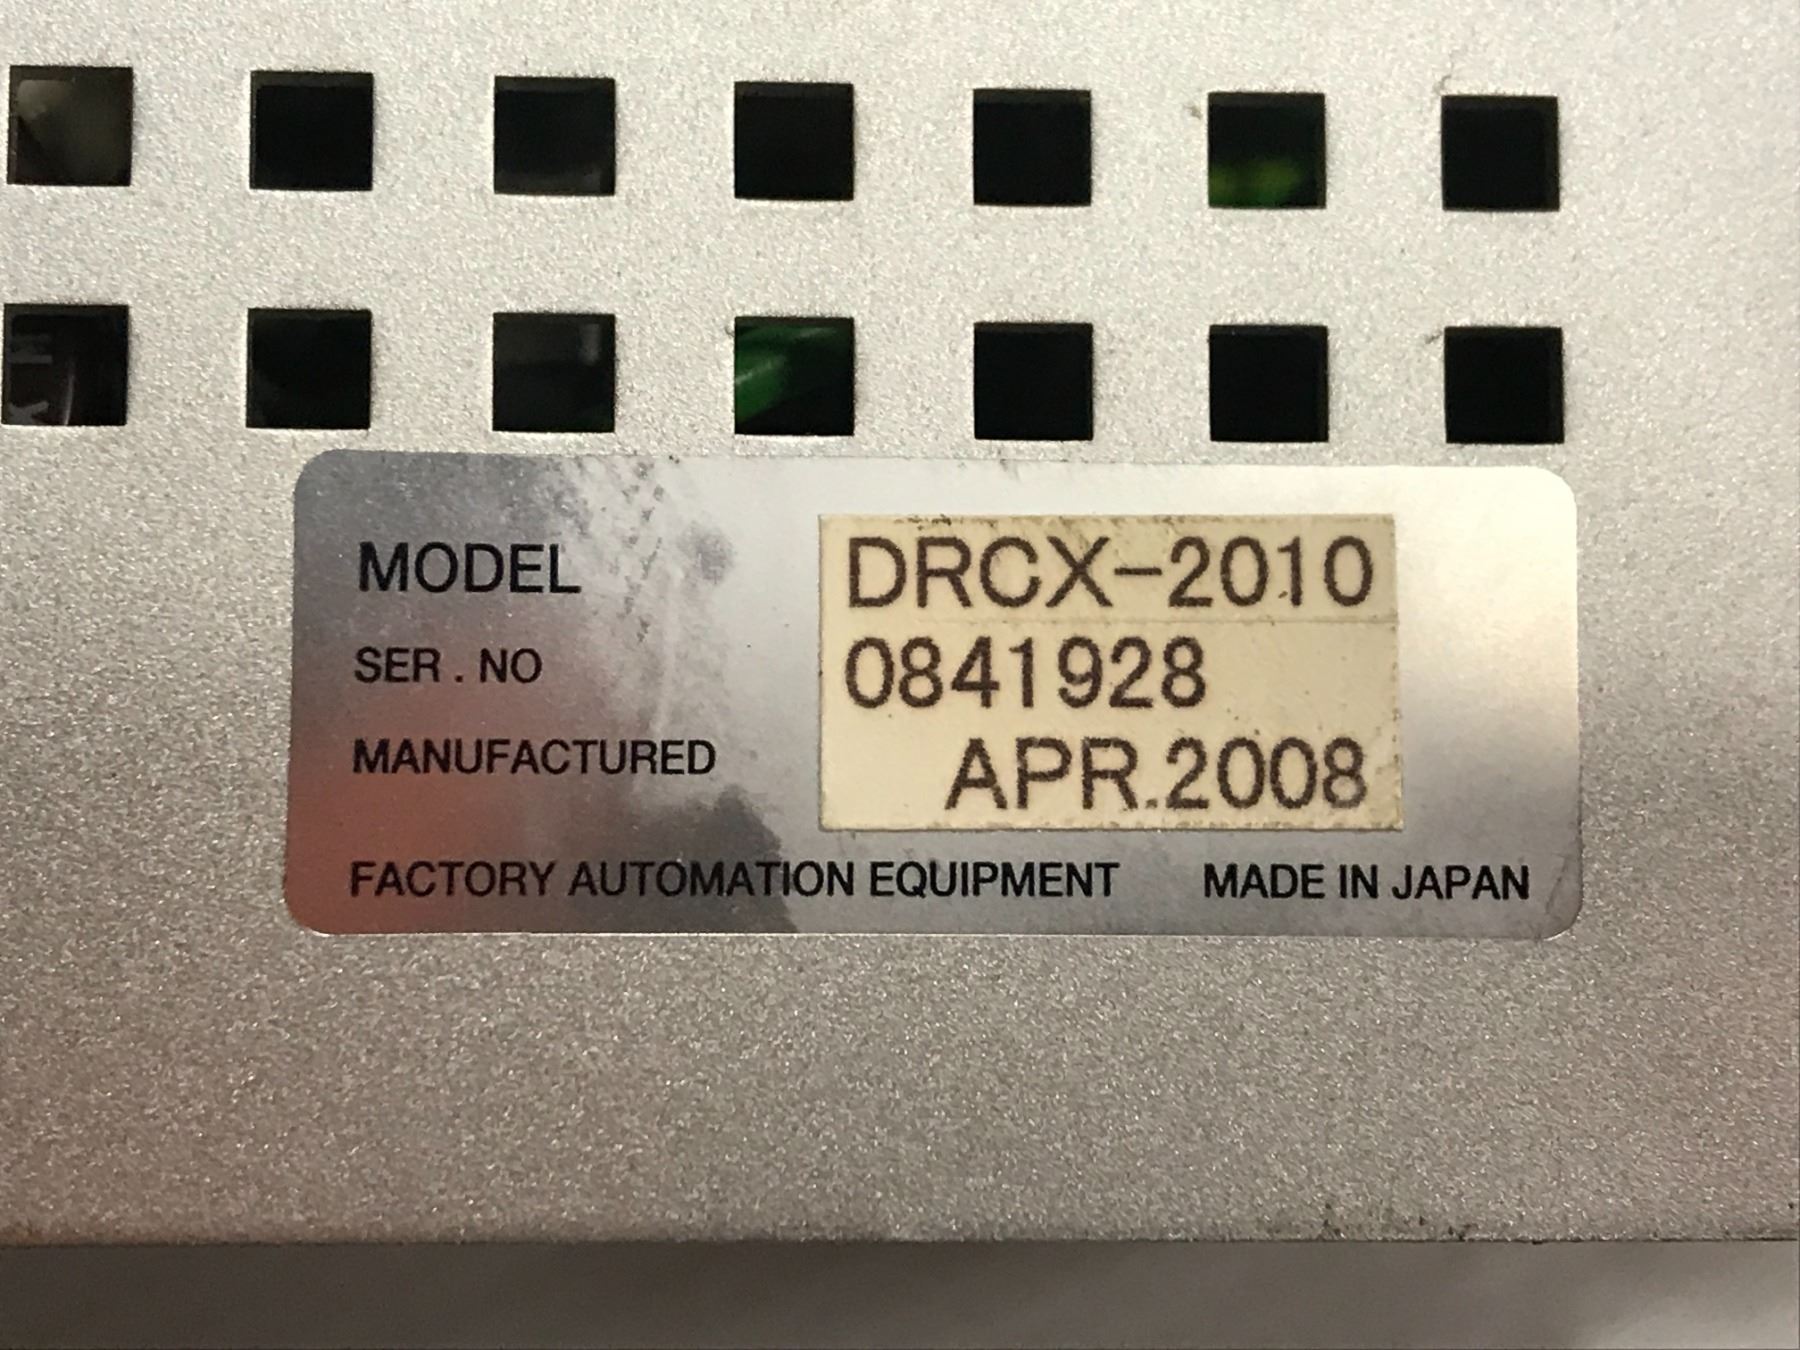 MODEL DRCX-2010
SER . NO 0841928
MANUFACTURED APR.2008
FACTORY AUTOMATION EQUIPMENT MADE IN JAPAN